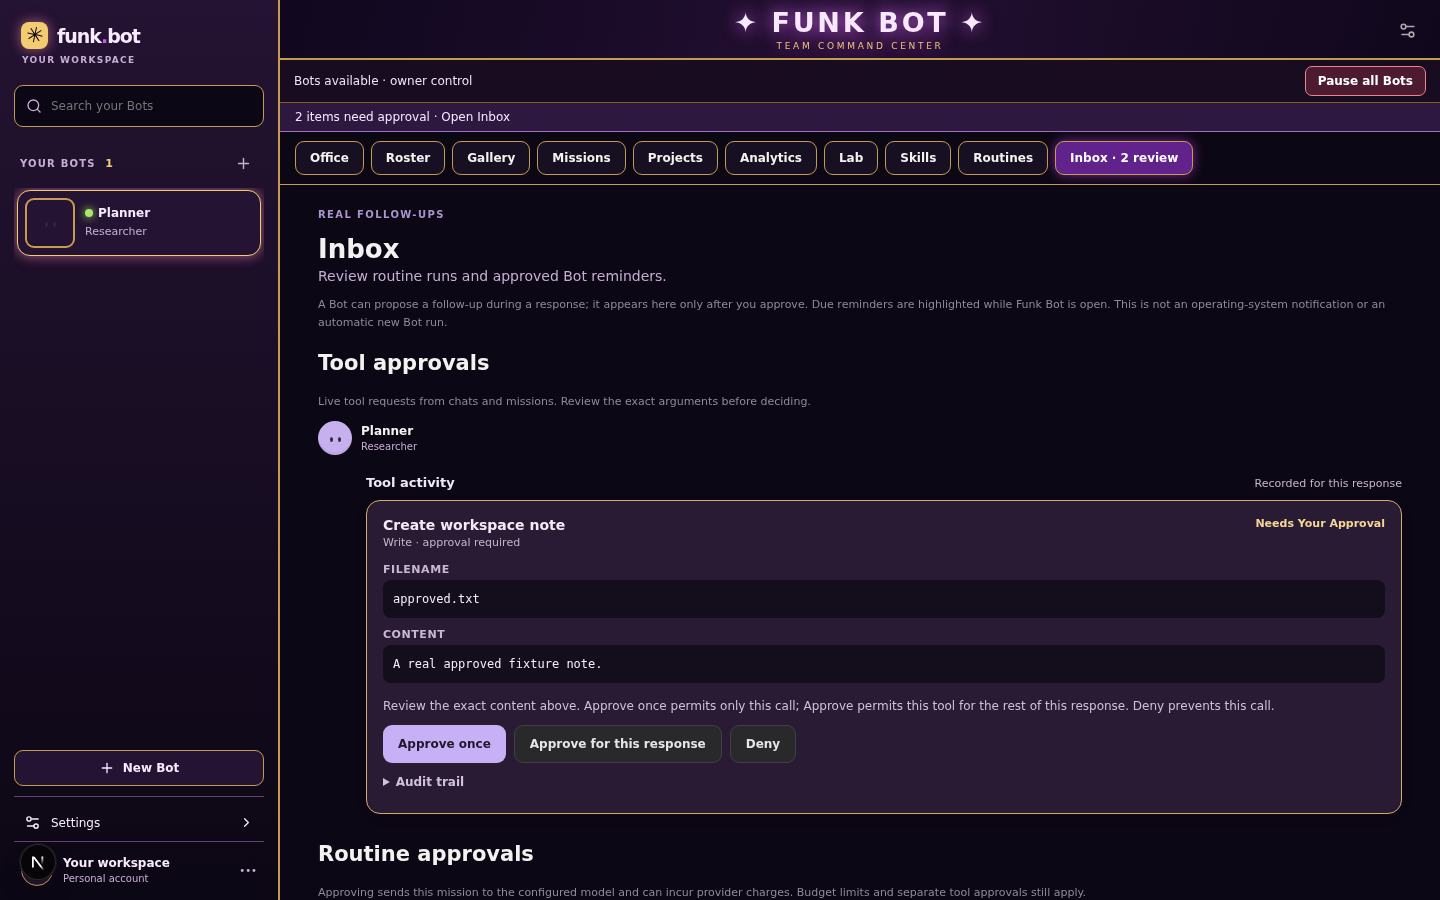 funk.bot
YOUR WORKSPACE
Search your Bots
YOUR BOTS 1
Planner
Researcher
New Bot
Settings
N
Your workspace
Personal account
✦ FUNK BOT ✦
TEAM COMMAND CENTER
Bots available · owner control
Pause all Bots
2 items need approval · Open Inbox
Office
Roster
Gallery
Missions
Projects
Analytics
Lab
Skills
Routines
Inbox · 2 review
REAL FOLLOW-UPS
Inbox
Review routine runs and approved Bot reminders.
A Bot can propose a follow-up during a response; it appears here only after you approve. Due reminders are highlighted while Funk Bot is open. This is not an operating-system notification or an
automatic new Bot run.
Tool approvals
Live tool requests from chats and missions. Review the exact arguments before deciding.
Planner
Researcher
Tool activity
Recorded for this response
Create workspace note
Needs Your Approval
Write · approval required
FILENAME
approved.txt
CONTENT
A real approved fixture note.
Review the exact content above. Approve once permits only this call; Approve permits this tool for the rest of this response. Deny prevents this call.
Approve once
Approve for this response
Deny
Audit trail
Routine approvals
Approving sends this mission to the configured model and can incur provider charges. Budget limits and separate tool approvals still apply.